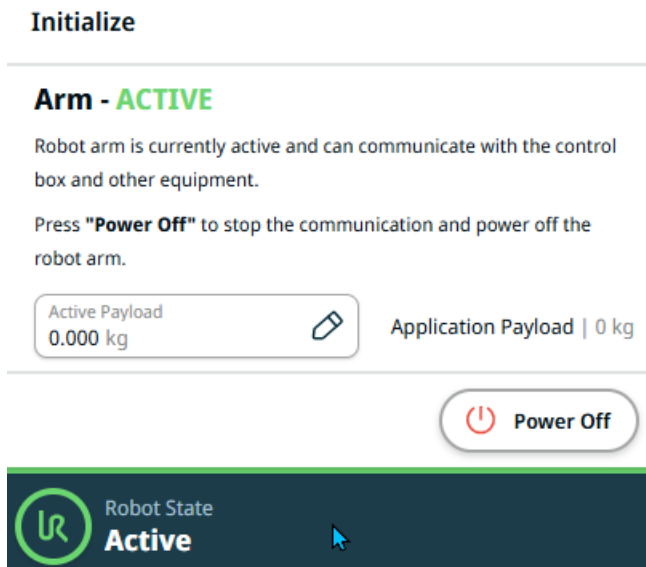 Initialize
Arm - ACTIVE
Robot arm is currently active and can communicate with the control
box and other equipment.
Press "Power Off" to stop the communication and power off the
robot arm.
Active Payload
0.000 kg
Application Payload | 0 kg
Power Off
UR
Robot State
Active